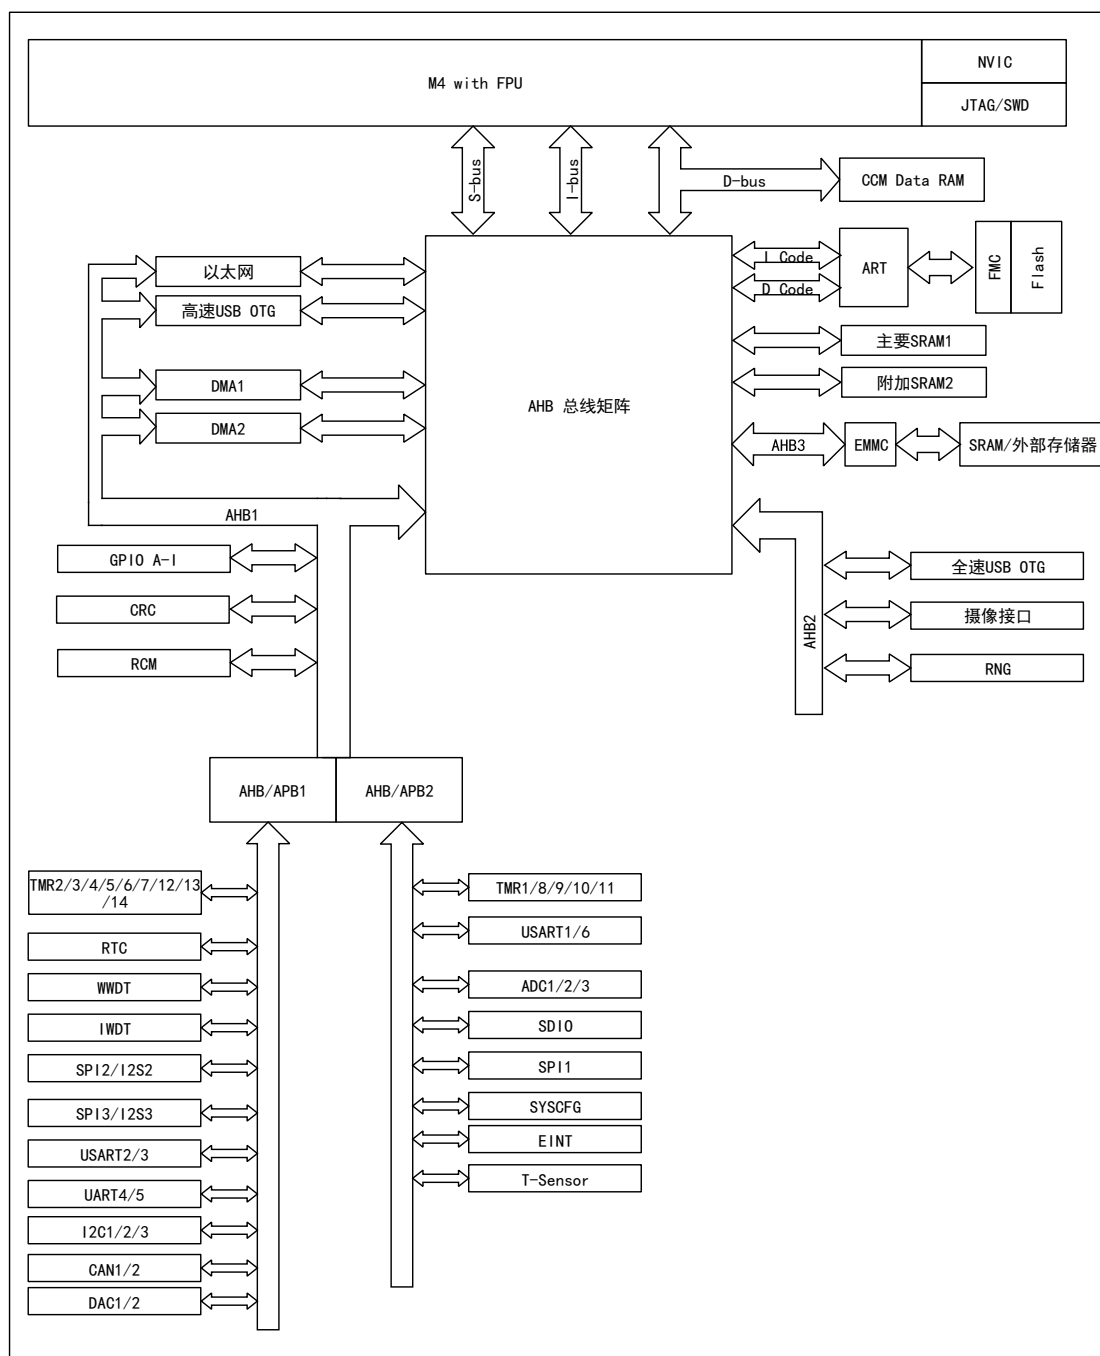 M4 with FPU
NVIC
JTAG/SWD
S-bus
I-bus
D-bus
CCM Data RAM
以太网
高速USB OTG
DMA1
DMA2
AHB 总线矩阵
I Code
D Code
ART
FMC
Flash
主要SRAM1
附加SRAM2
AHB3
EMMC
SRAM/外部存储器
AHB1
GPIO A-I
CRC
RCM
AHB2
全速USB OTG
摄像接口
RNG
AHB/APB1
AHB/APB2
TMR2/3/4/5/6/7/12/13
/14
RTC
WWDT
IWDT
SPI2/I2S2
SPI3/I2S3
USART2/3
UART4/5
I2C1/2/3
CAN1/2
DAC1/2
TMR1/8/9/10/11
USART1/6
ADC1/2/3
SDIO
SPI1
SYSCFG
EINT
T-Sensor